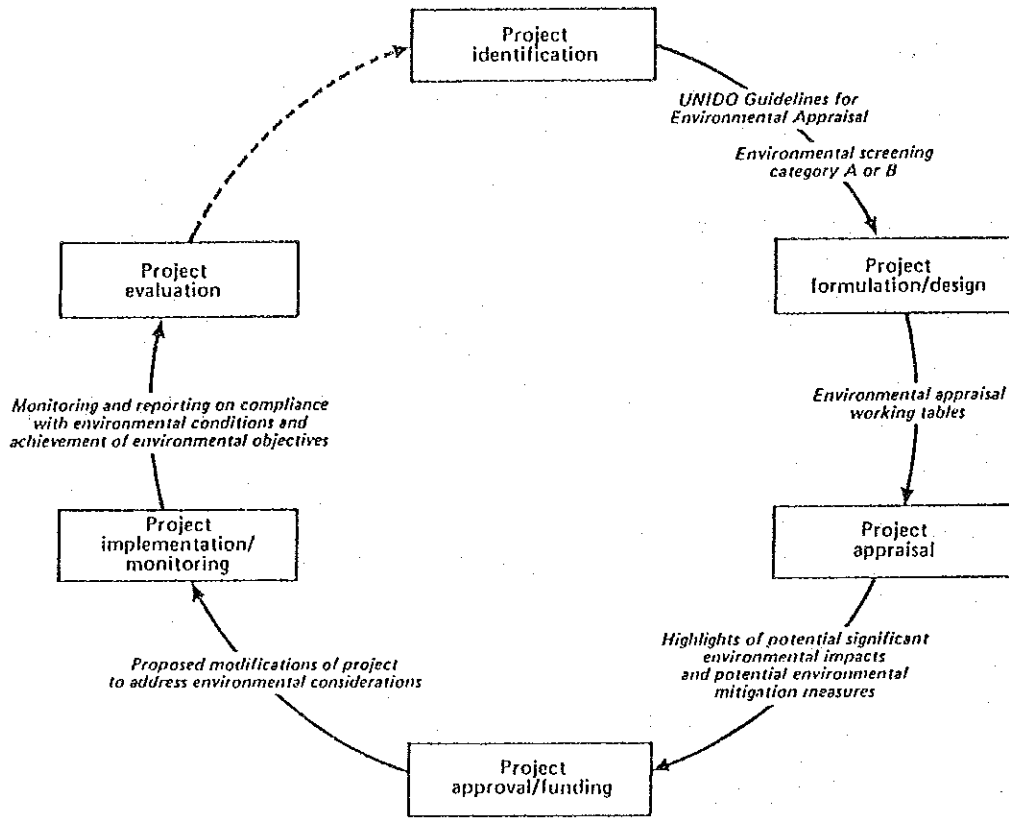 Project
identification
UNIDO Guidelines for
Environmental Appraisal
Environmental screening
category A or B
Project
formulation/design
Environmental appraisal
working tables
Project
appraisal
Highlights of potential significant
environmental impacts
and potential environmental
mitigation measures
Project
approval/funding
Proposed modifications of project
to address environmental considerations
Project
implementation/
monitoring
Monitoring and reporting on compliance
with environmental conditions and
achievement of environmental objectives
Project
evaluation